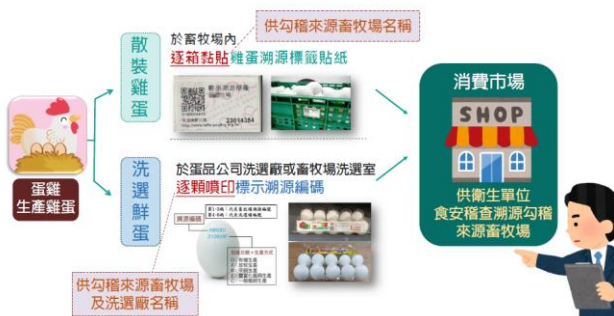 供勾稽來源畜牧場名稱
散裝雞蛋
於畜牧場內
逐箱黏貼雞蛋溯源標籤貼紙
消費市場
SHOP
供衛生單位
食安稽查溯源勾稽
來源畜牧場
蛋雞
生產雞蛋
洗選鮮蛋
於蛋品公司洗選廠或畜牧場洗選室
逐顆噴印標示溯源編碼
溯源編碼
供勾稽來源畜牧場
及洗選廠名稱